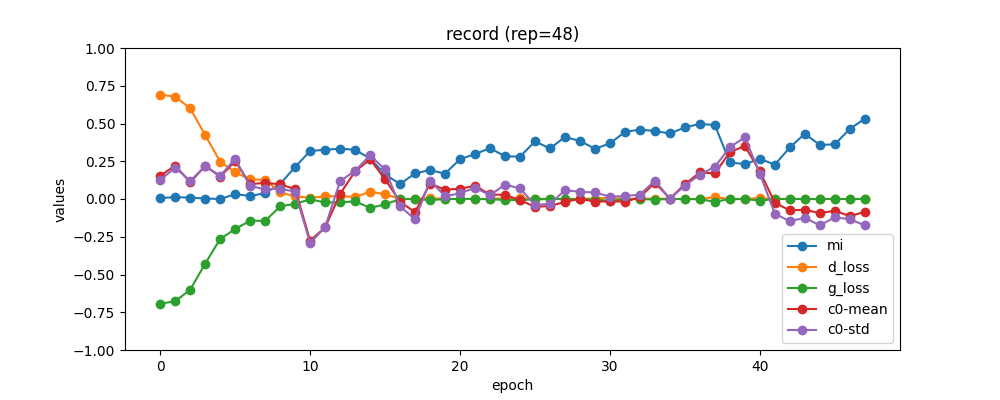 record (rep=48)
1.00
0.75
0.50
0.25
0.00
−0.25
−0.50
−0.75
−1.00
values
0
10
20
30
40
epoch
mi
d_loss
g_loss
c0-mean
c0-std